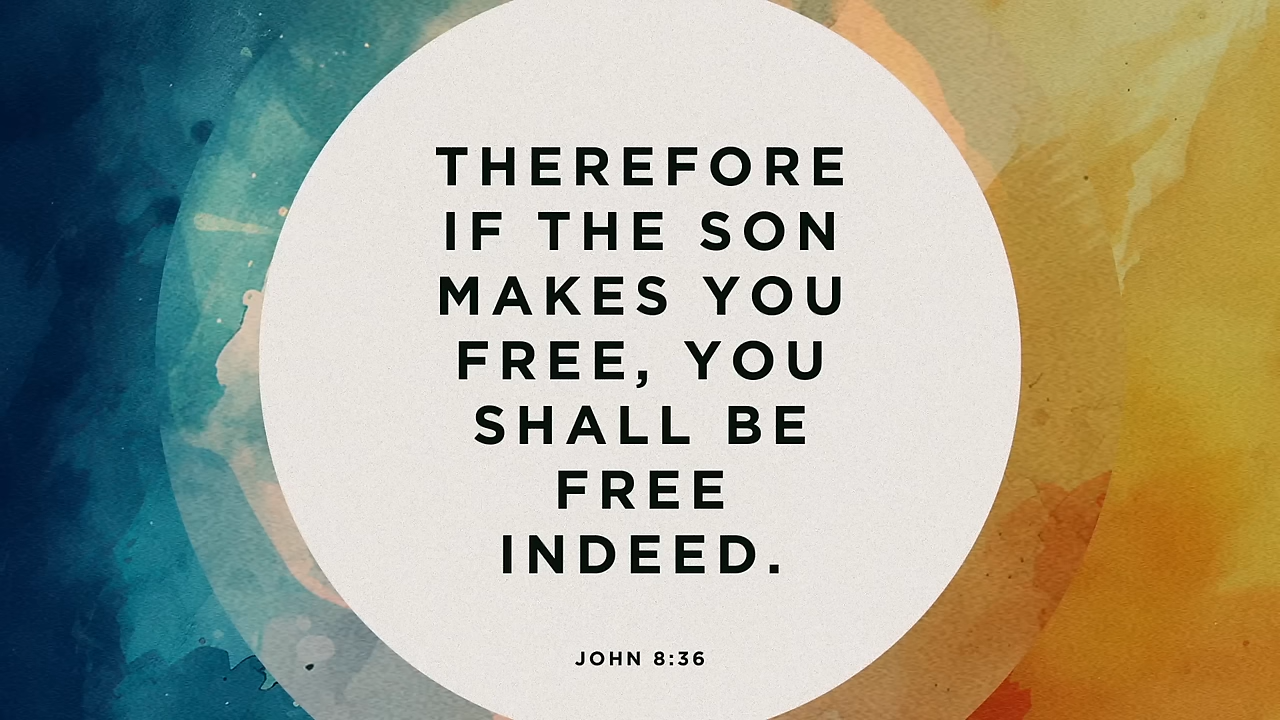 THEREFORE
IF THE SON
MAKES YOU
FREE, YOU
SHALL BE
FREE
INDEED.
JOHN 8:36